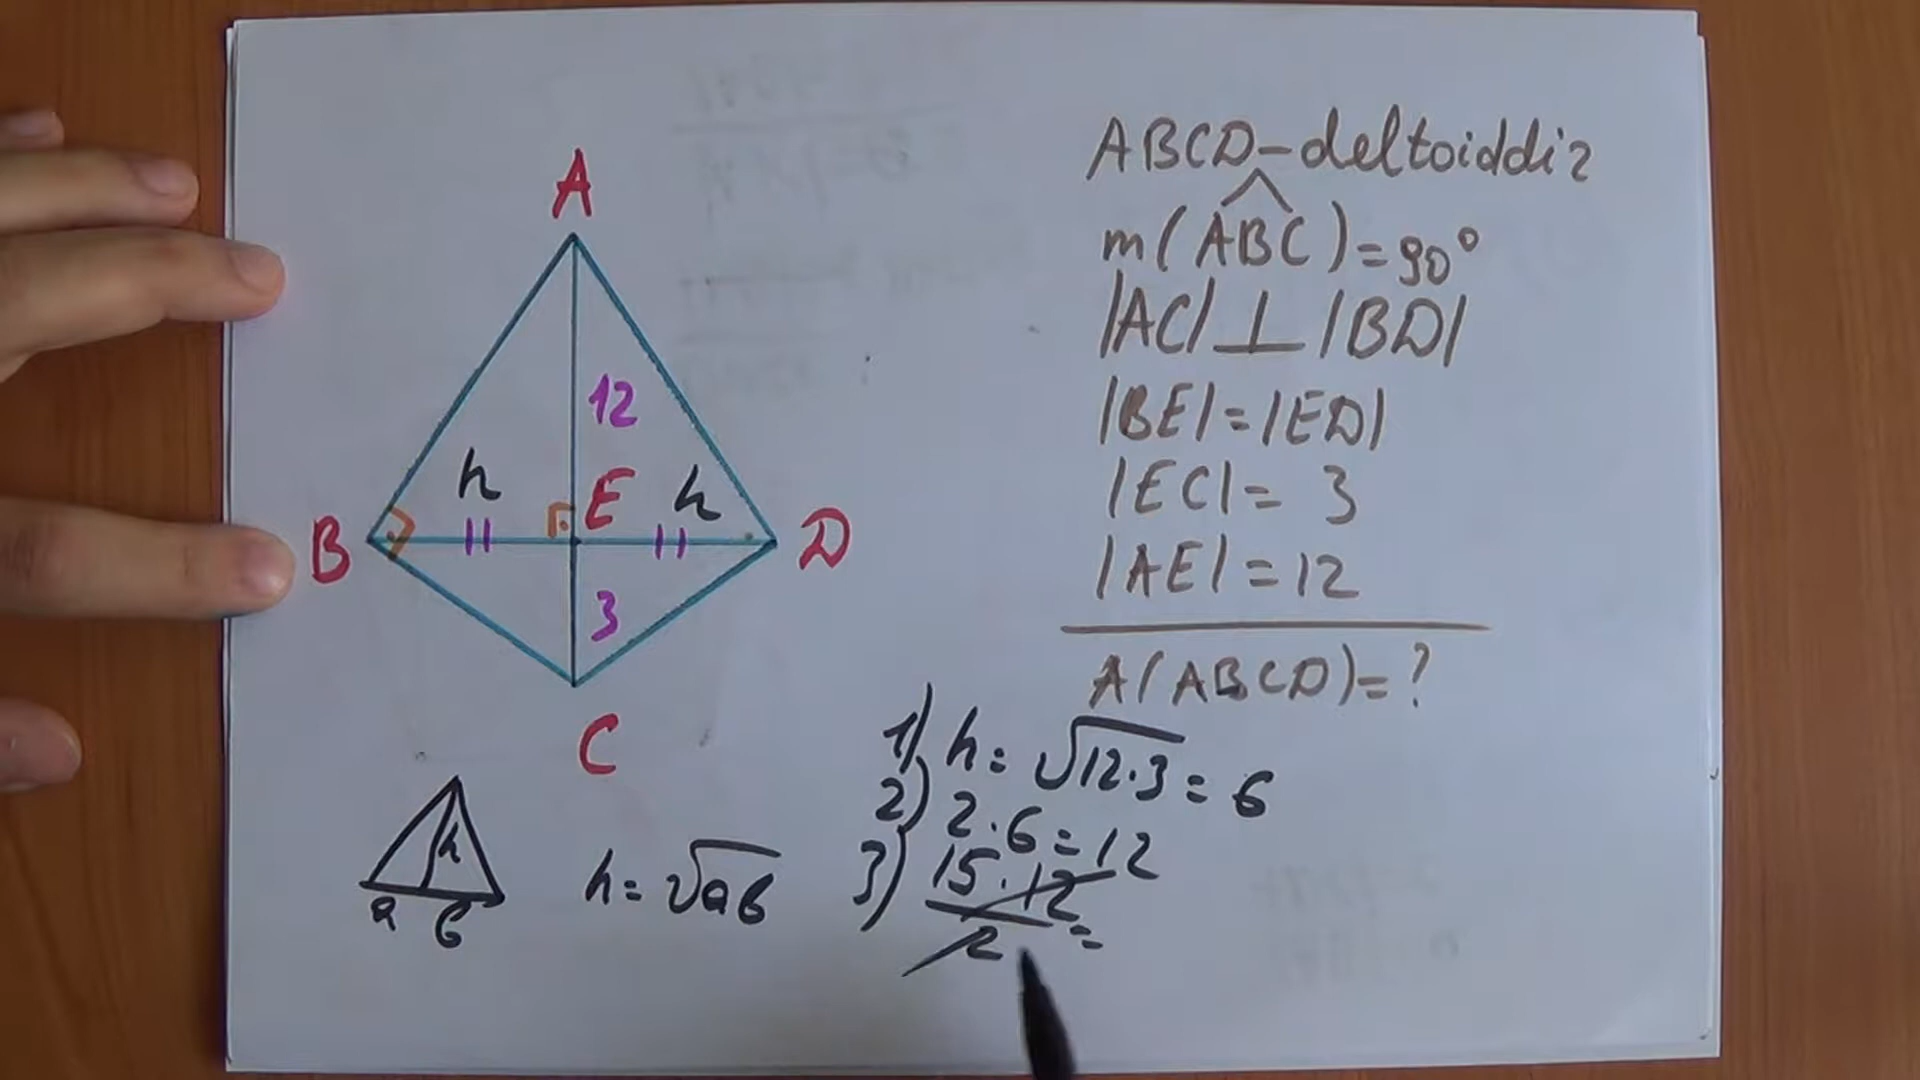 ABCD-deltoiddiz
m(ABC)=90°
|AC| ⊥ |BD|
|BE|=|ED|
|EC|= 3
|AE|=12
A(ABCD)=?
A
12
h
E
h
B
D
3
C
1) h=√12·3=6
2) 2·6=12
3) 15·12/2=
h
a b
h=√ab